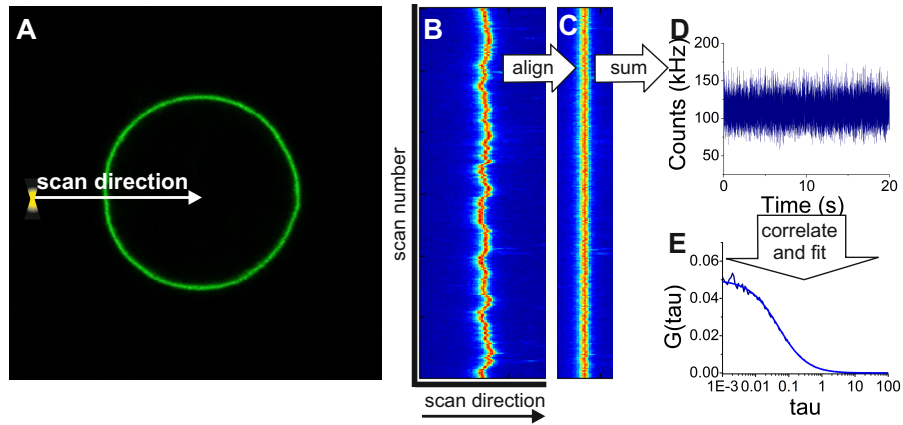 A
scan direction
B
scan number
scan direction
align
C
sum
D
Counts (kHz)
200
150
100
50
0
10
20
Time (s)
correlate
and fit
E
G(tau)
0.06
0.04
0.02
0.00
1E-3 0.01 0.1 1 10 100
tau